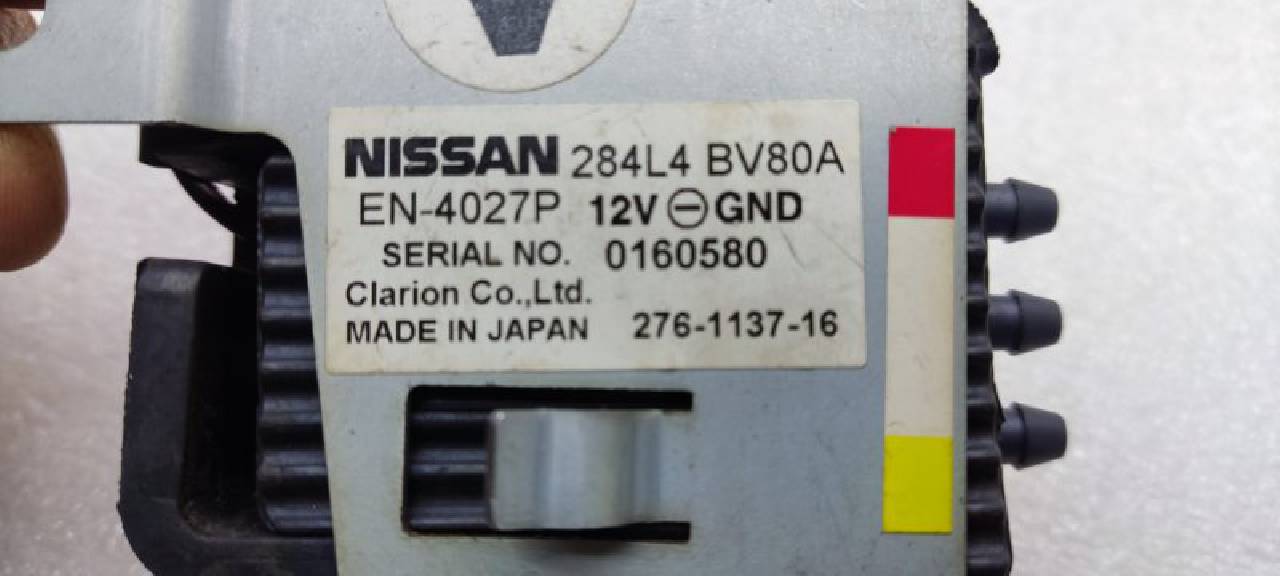 NISSAN 284L4 BV80A
EN-4027P 12V ⊖ GND
SERIAL NO. 0160580
Clarion Co.,Ltd.
MADE IN JAPAN 276-1137-16